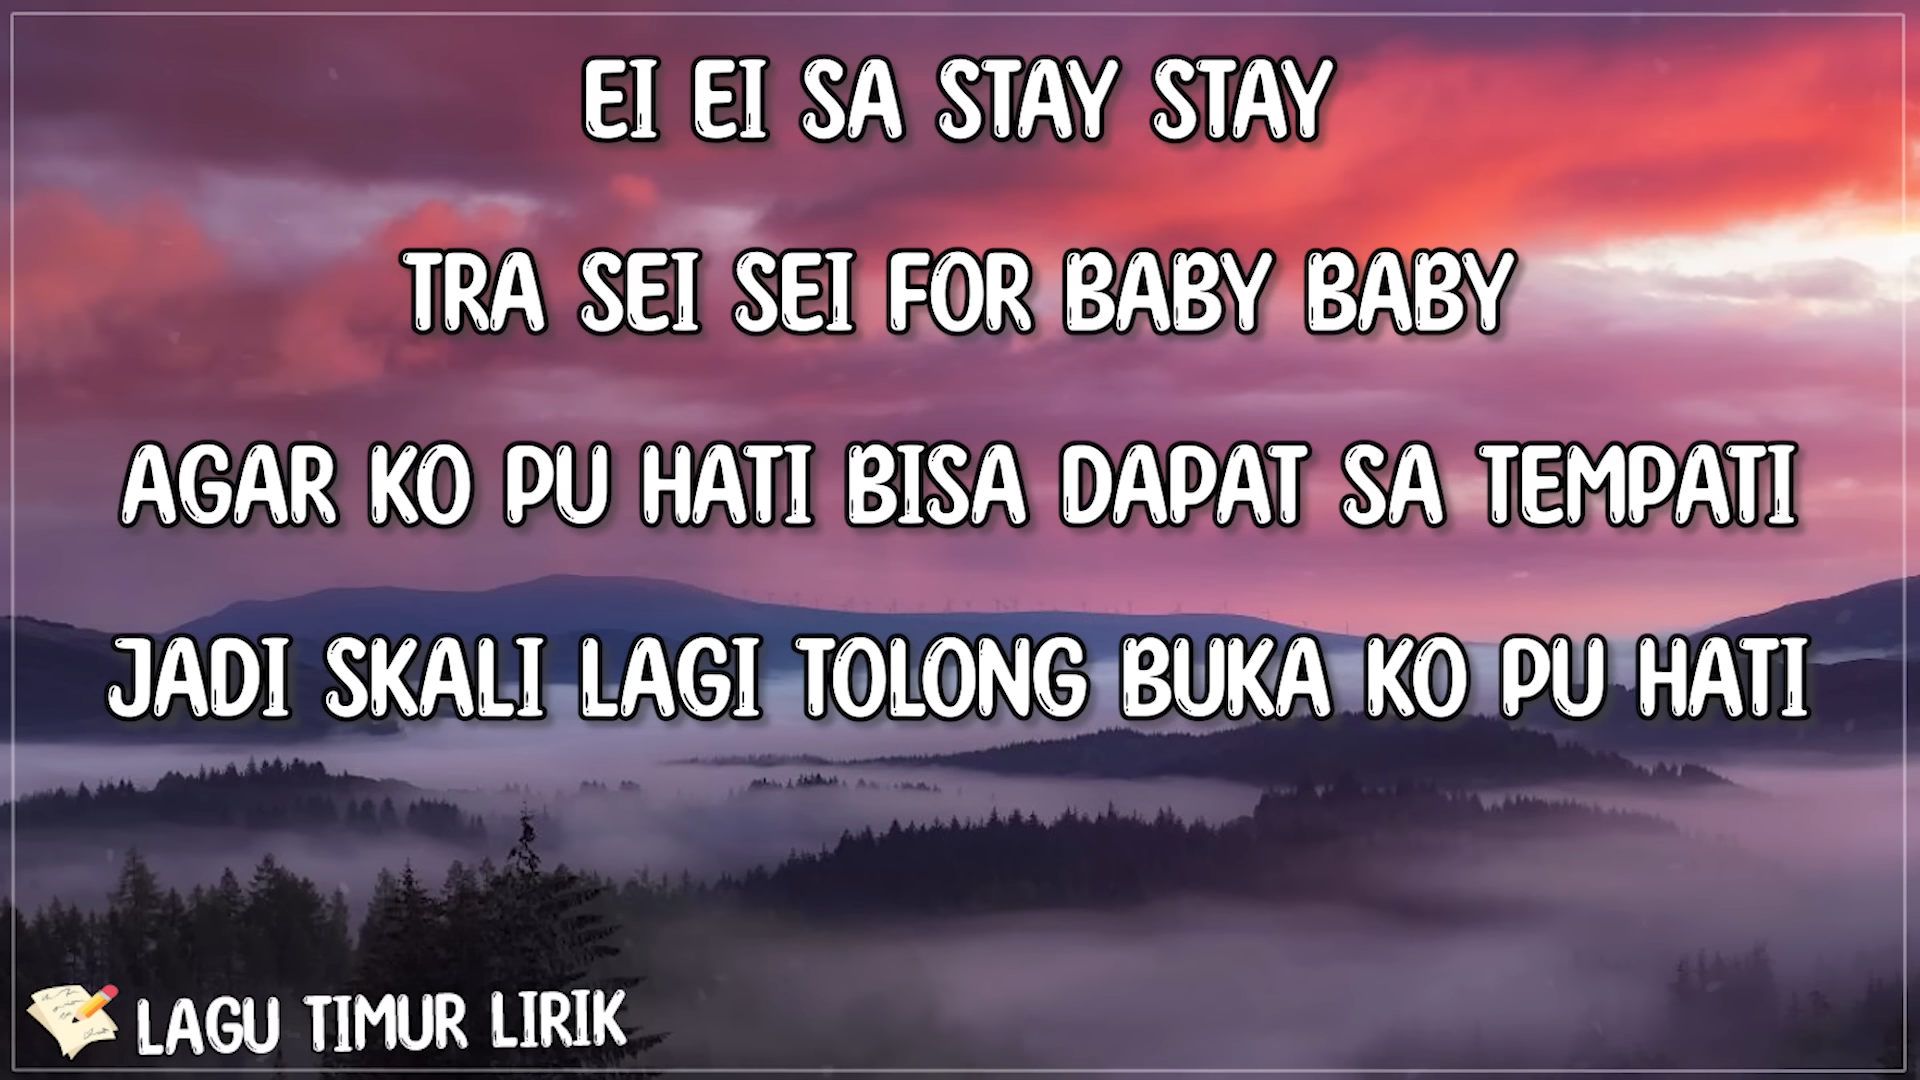 EI EI SA STAY STAY
TRA SEI SEI FOR BABY BABY
AGAR KO PU HATI BISA DAPAT SA TEMPATI
JADI SKALI LAGI TOLONG BUKA KO PU HATI
LAGU TIMUR LIRIK